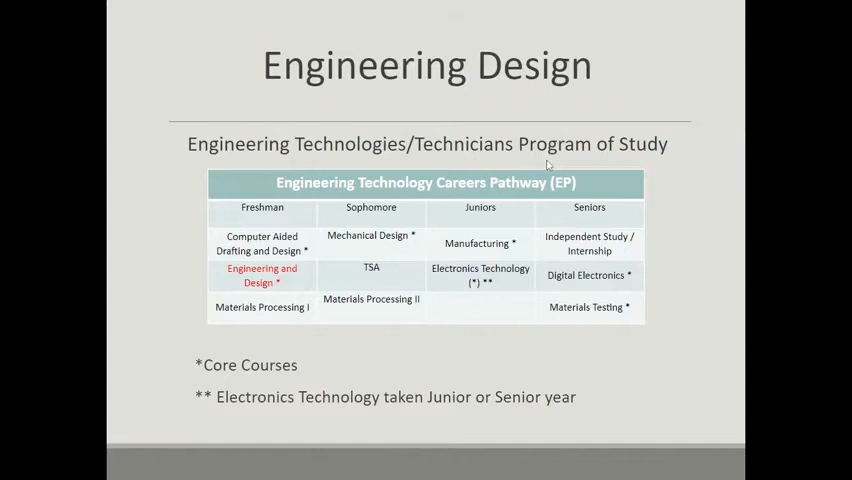 Engineering Design
Engineering Technologies/Technicians Program of Study
Engineering Technology Careers Pathway (EP)
Freshman Sophomore Juniors Seniors
Computer Aided Drafting and Design * Mechanical Design * Manufacturing * Independent Study / Internship
Engineering and Design * TSA Electronics Technology (*) ** Digital Electronics *
Materials Processing I Materials Processing II Materials Testing *
*Core Courses
** Electronics Technology taken Junior or Senior year